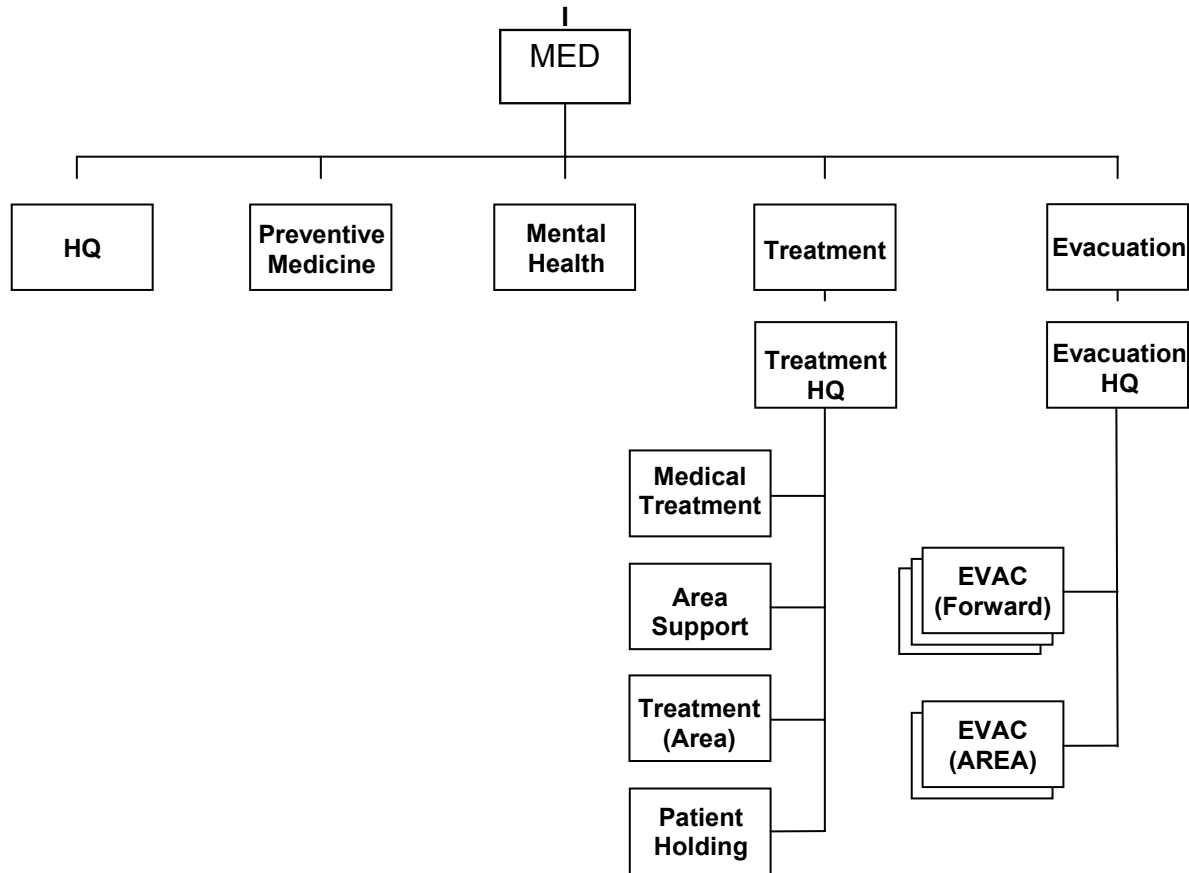 I
MED
HQ
Preventive
Medicine
Mental
Health
Treatment
Evacuation
Treatment
HQ
Evacuation
HQ
Medical
Treatment
Area
Support
Treatment
(Area)
Patient
Holding
EVAC
(Forward)
EVAC
(AREA)